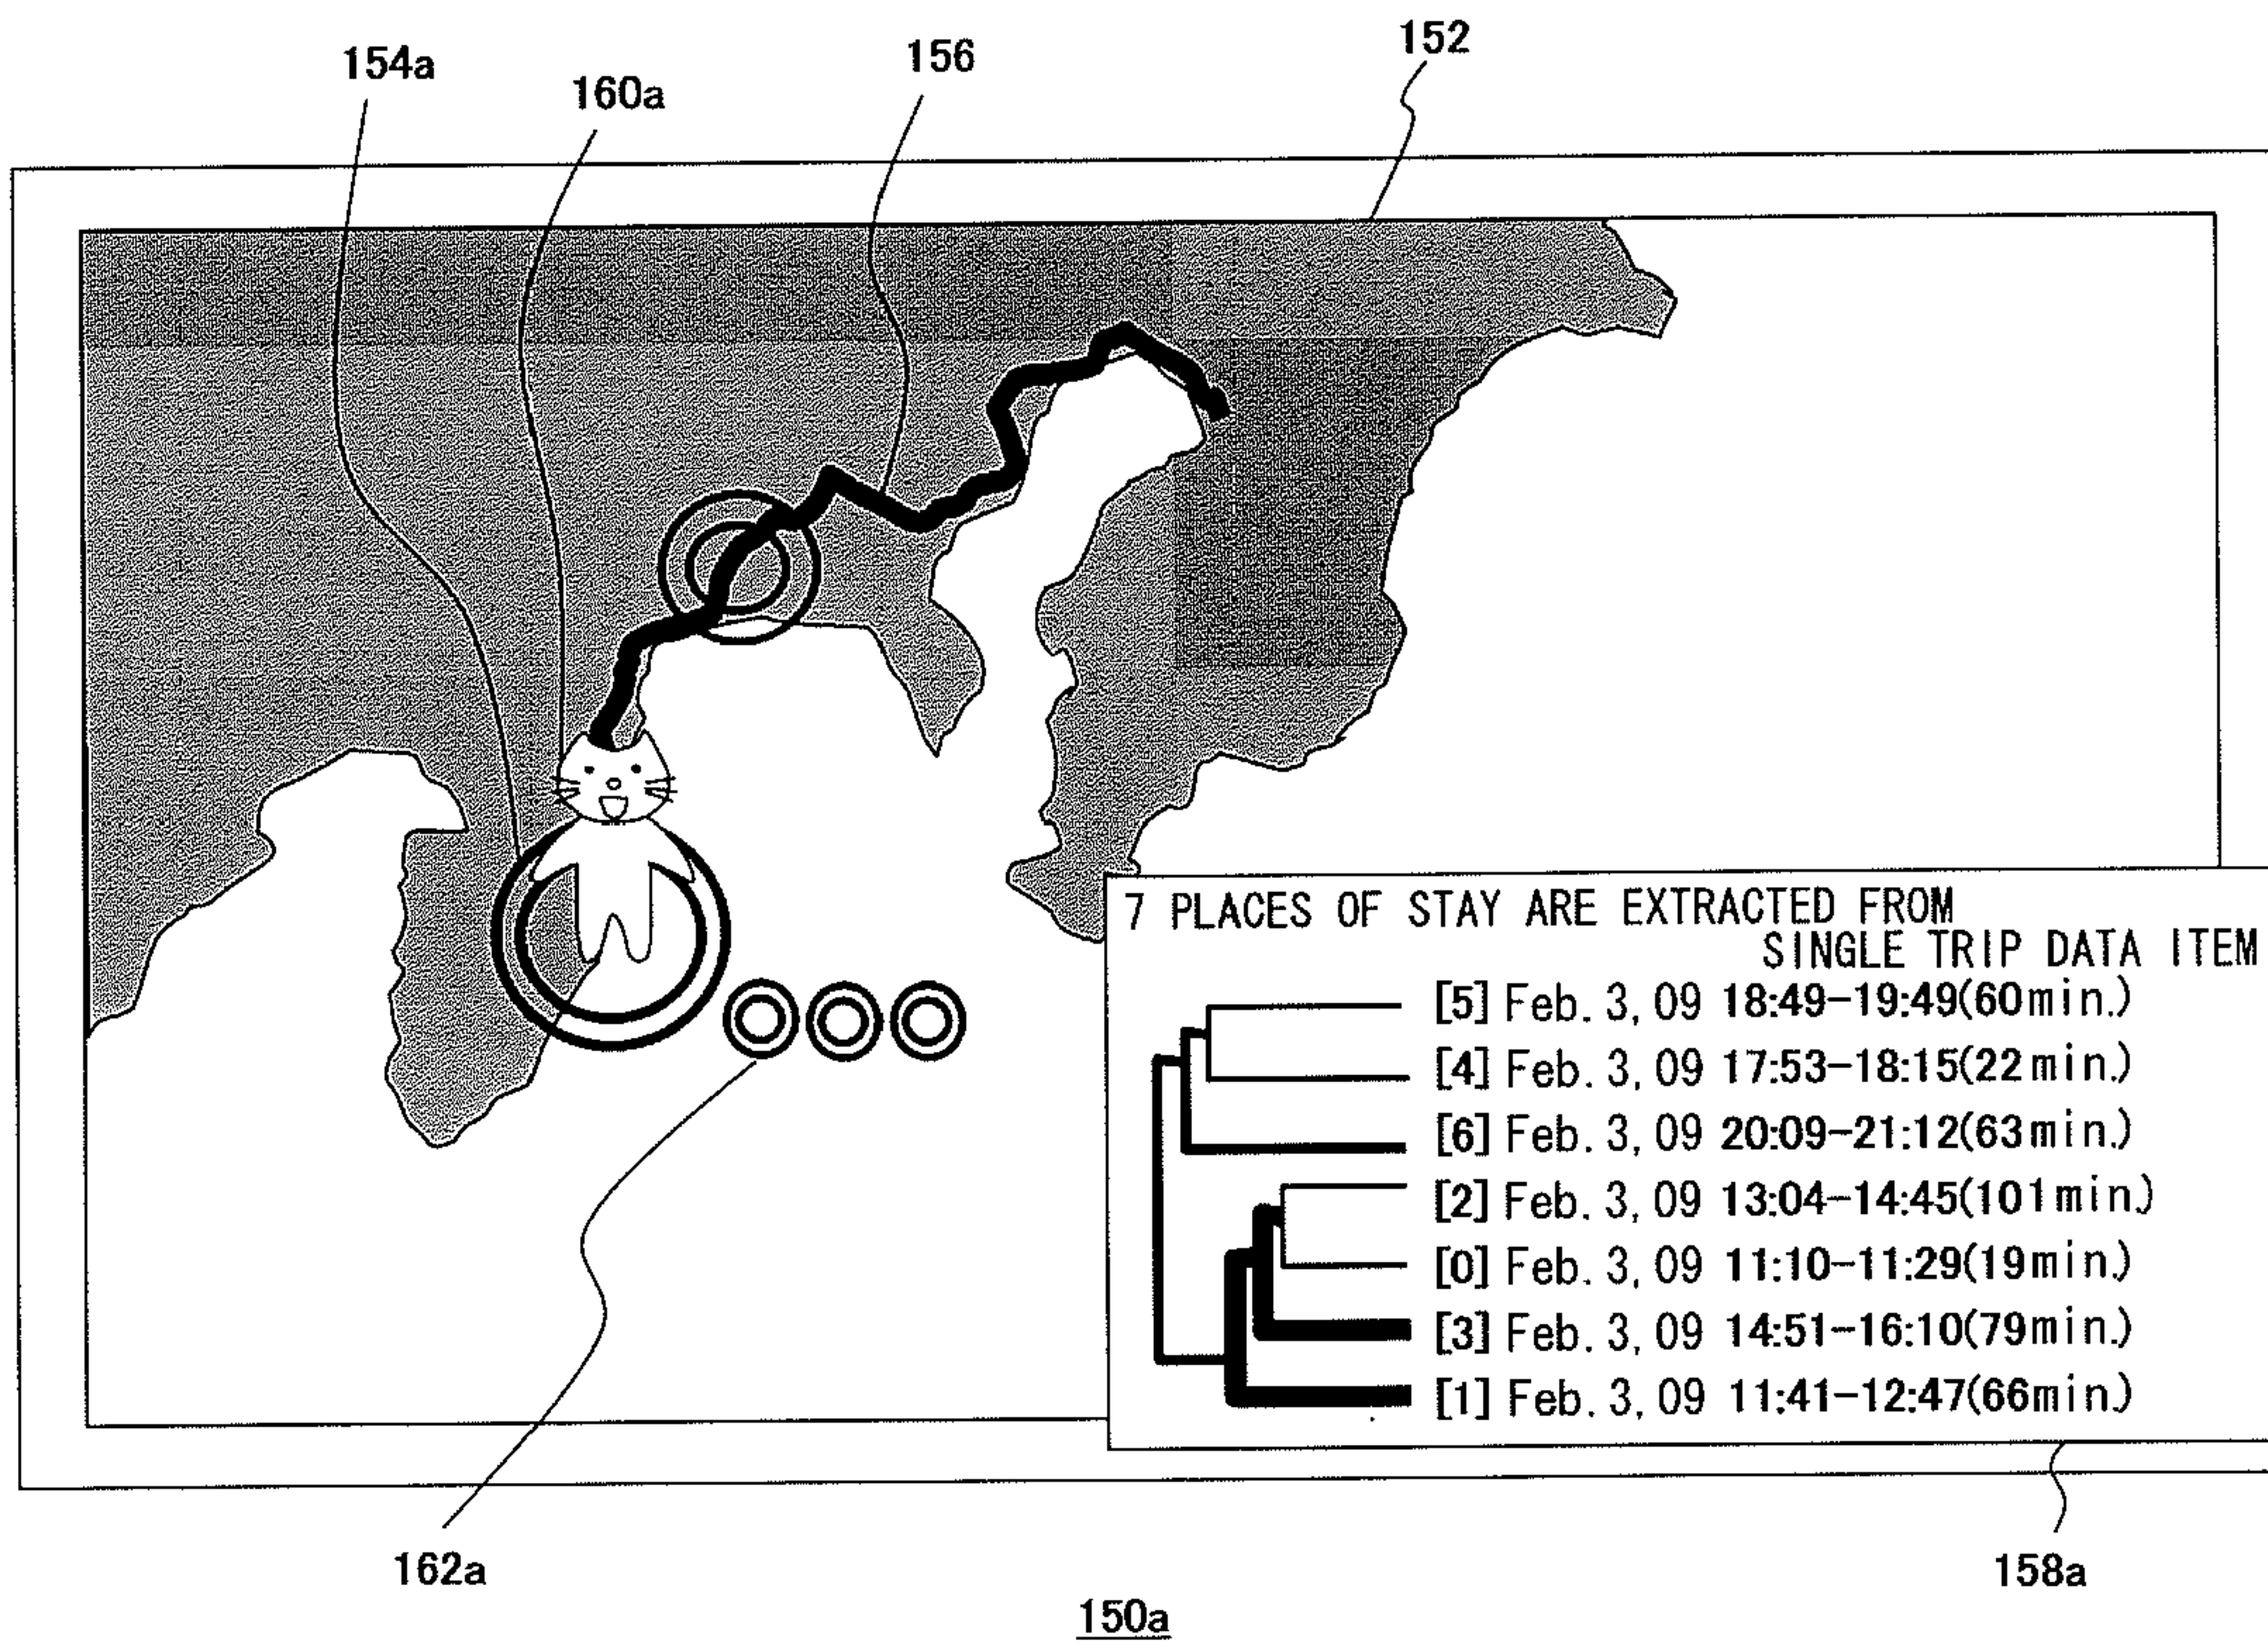 152
156
154a
160a
7 PLACES OF STAY ARE EXTRACTED FROM
SINGLE TRIP DATA ITEM
[5] Feb. 3, 09 18:49-19:49(60min.)
[4] Feb. 3, 09 17:53-18:15(22min.)
[6] Feb. 3, 09 20:09-21:12(63min.)
[2] Feb. 3, 09 13:04-14:45(101min.)
[0] Feb. 3, 09 11:10-11:29(19min.)
[3] Feb. 3, 09 14:51-16:10(79min.)
[1] Feb. 3, 09 11:41-12:47(66min.)
162a
158a
150a